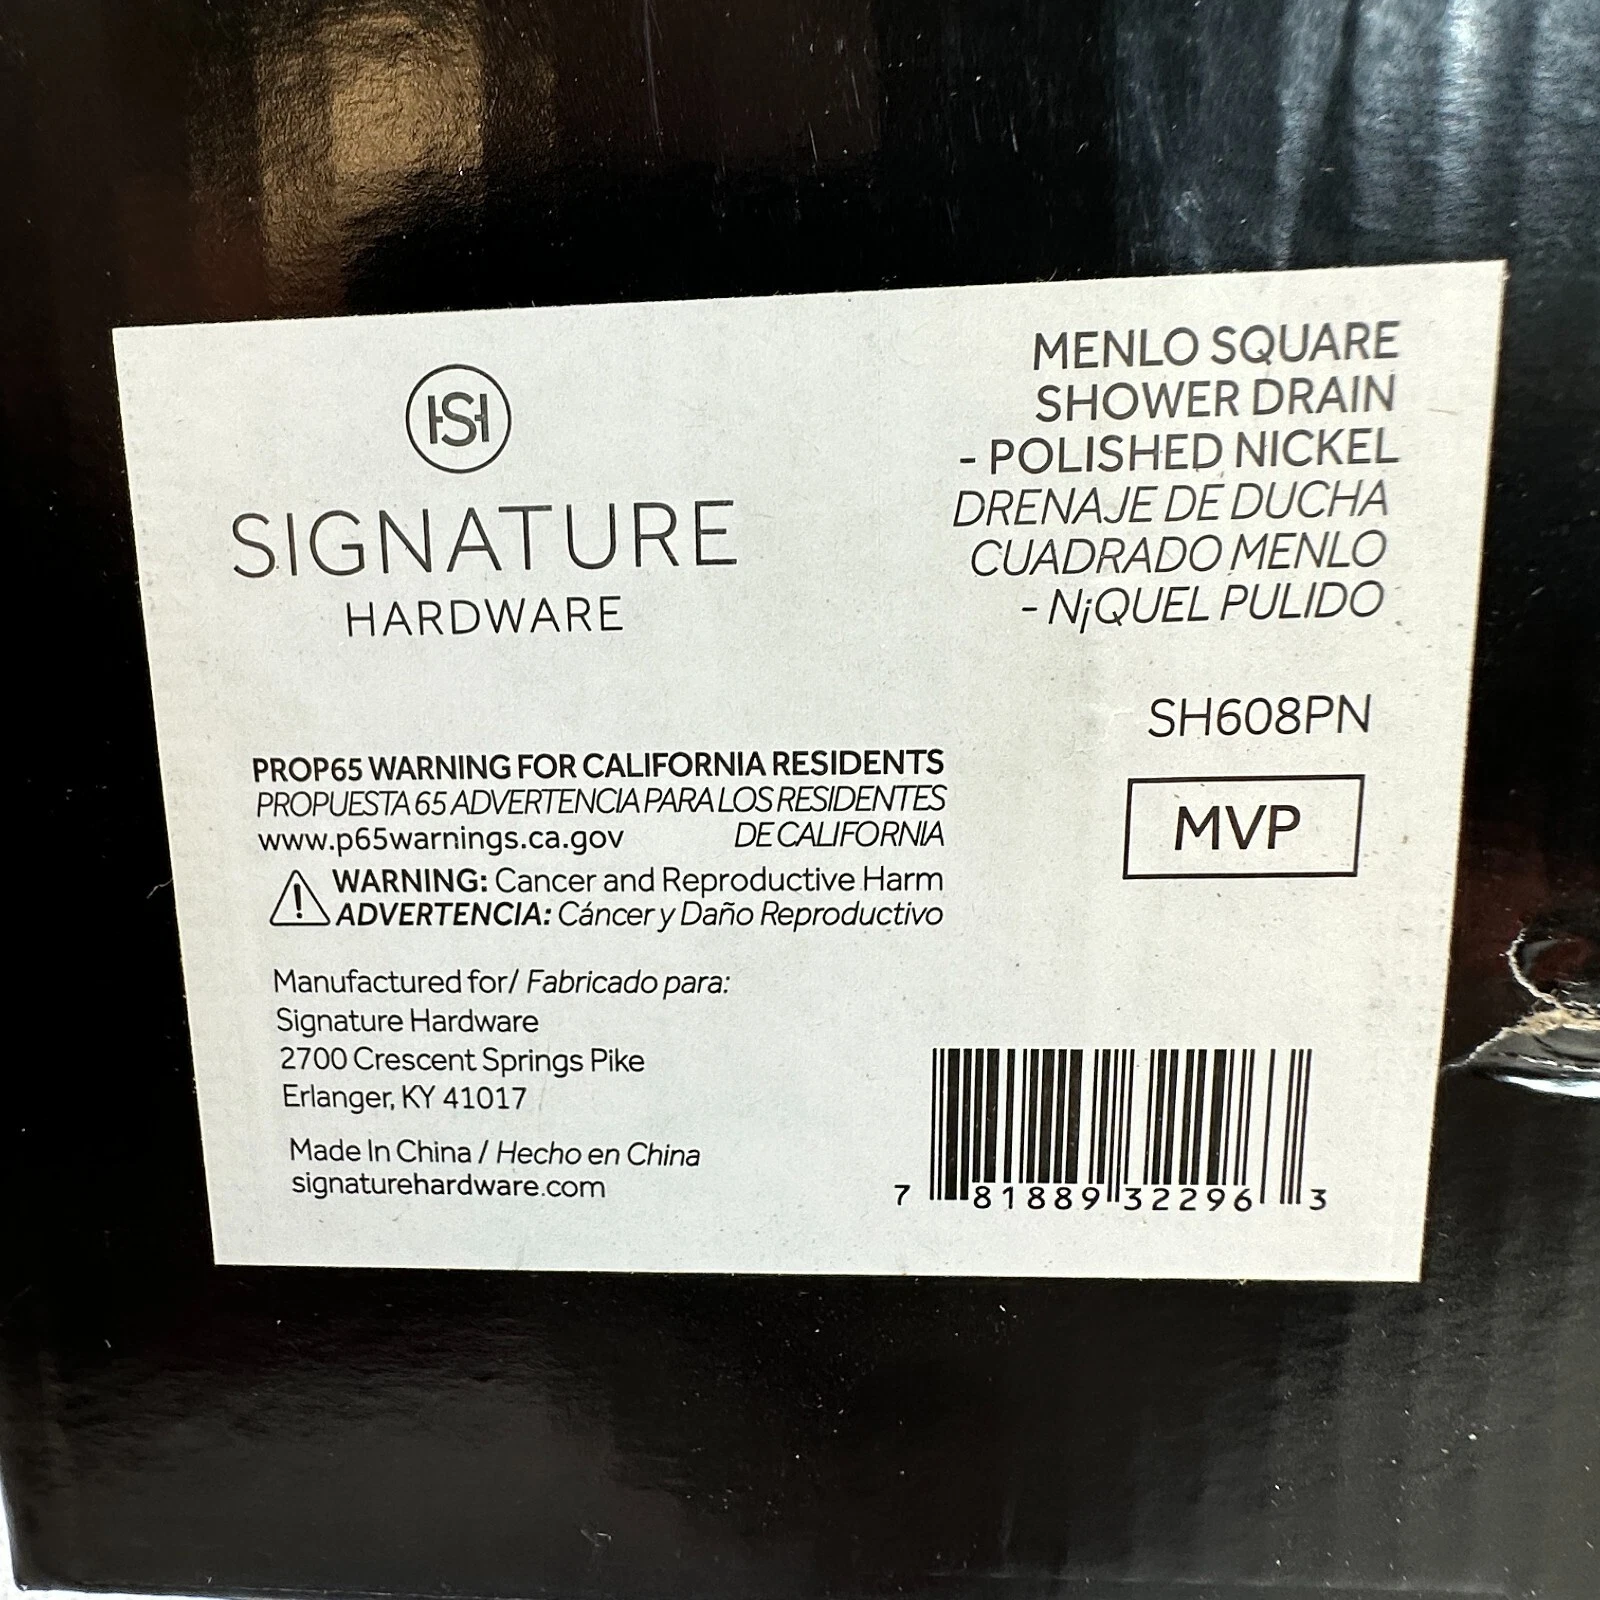 HSH
SIGNATURE
HARDWARE
MENLO SQUARE
SHOWER DRAIN
- POLISHED NICKEL
DRENAJE DE DUCHA
CUADRADO MENLO
- N¡QUEL PULIDO
SH608PN
MVP
PROP65 WARNING FOR CALIFORNIA RESIDENTS
PROPUESTA 65 ADVERTENCIA PARA LOS RESIDENTES
www.p65warnings.ca.gov DE CALIFORNIA
WARNING: Cancer and Reproductive Harm
ADVERTENCIA: Cáncer y Daño Reproductivo
Manufactured for/ Fabricado para:
Signature Hardware
2700 Crescent Springs Pike
Erlanger, KY 41017
Made In China / Hecho en China
signaturehardware.com
7 81889 32296 3